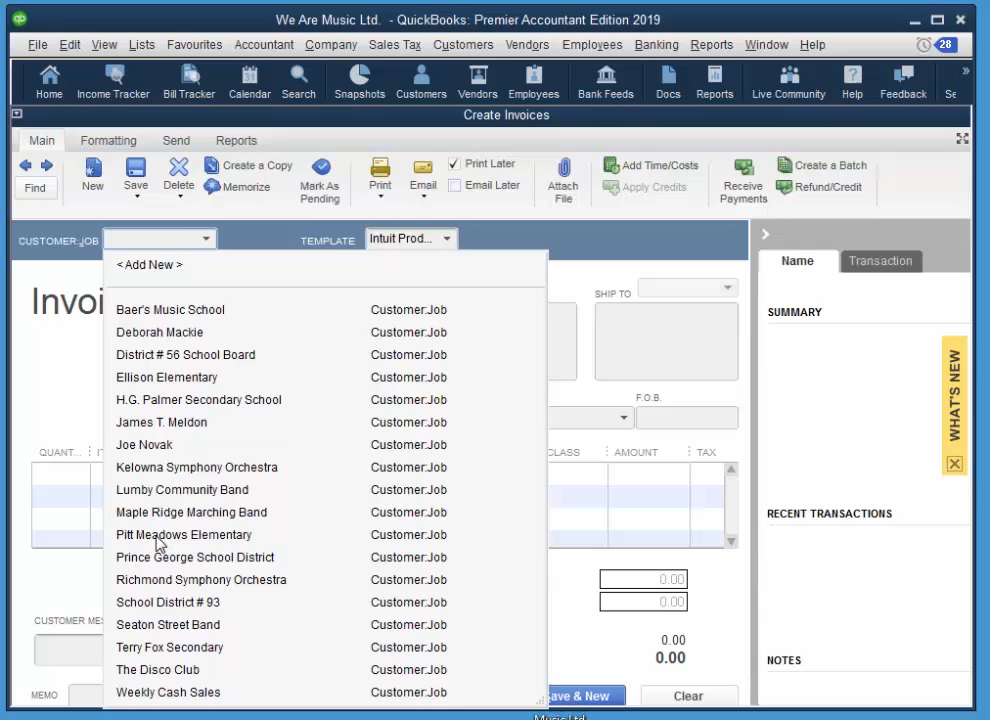 We Are Music Ltd. - QuickBooks: Premier Accountant Edition 2019
File Edit View Lists Favourites Accountant Company Sales Tax Customers Vendors Employees Banking Reports Window Help 28
Home Income Tracker Bill Tracker Calendar Search Snapshots Customers Vendors Employees Bank Feeds Docs Reports Live Community Help Feedback Se
Create Invoices
Main Formatting Send Reports
Find New Save Delete Create a Copy Memorize Mark As Pending Print Email Print Later Email Later Attach File Add Time/Costs Apply Credits Receive Payments Create a Batch Refund/Credit
CUSTOMER:JOB TEMPLATE Intuit Prod...
Name Transaction
< Add New >
Invoi
SHIP TO
SUMMARY
Baer's Music School Customer:Job
Deborah Mackie Customer:Job
District # 56 School Board Customer:Job
Ellison Elementary Customer:Job
H.G. Palmer Secondary School Customer:Job
F.O.B.
James T. Meldon Customer:Job
Joe Novak Customer:Job
QUANT... CLASS AMOUNT TAX
WHAT'S NEW
Kelowna Symphony Orchestra Customer:Job
Lumby Community Band Customer:Job
Maple Ridge Marching Band Customer:Job
RECENT TRANSACTIONS
Pitt Meadows Elementary Customer:Job
Prince George School District Customer:Job
Richmond Symphony Orchestra Customer:Job
0.00
School District # 93 Customer:Job
0.00
CUSTOMER MES
Seaton Street Band Customer:Job
0.00
Terry Fox Secondary Customer:Job
0.00
NOTES
The Disco Club Customer:Job
MEMO
Weekly Cash Sales Customer:Job
Save & New Clear